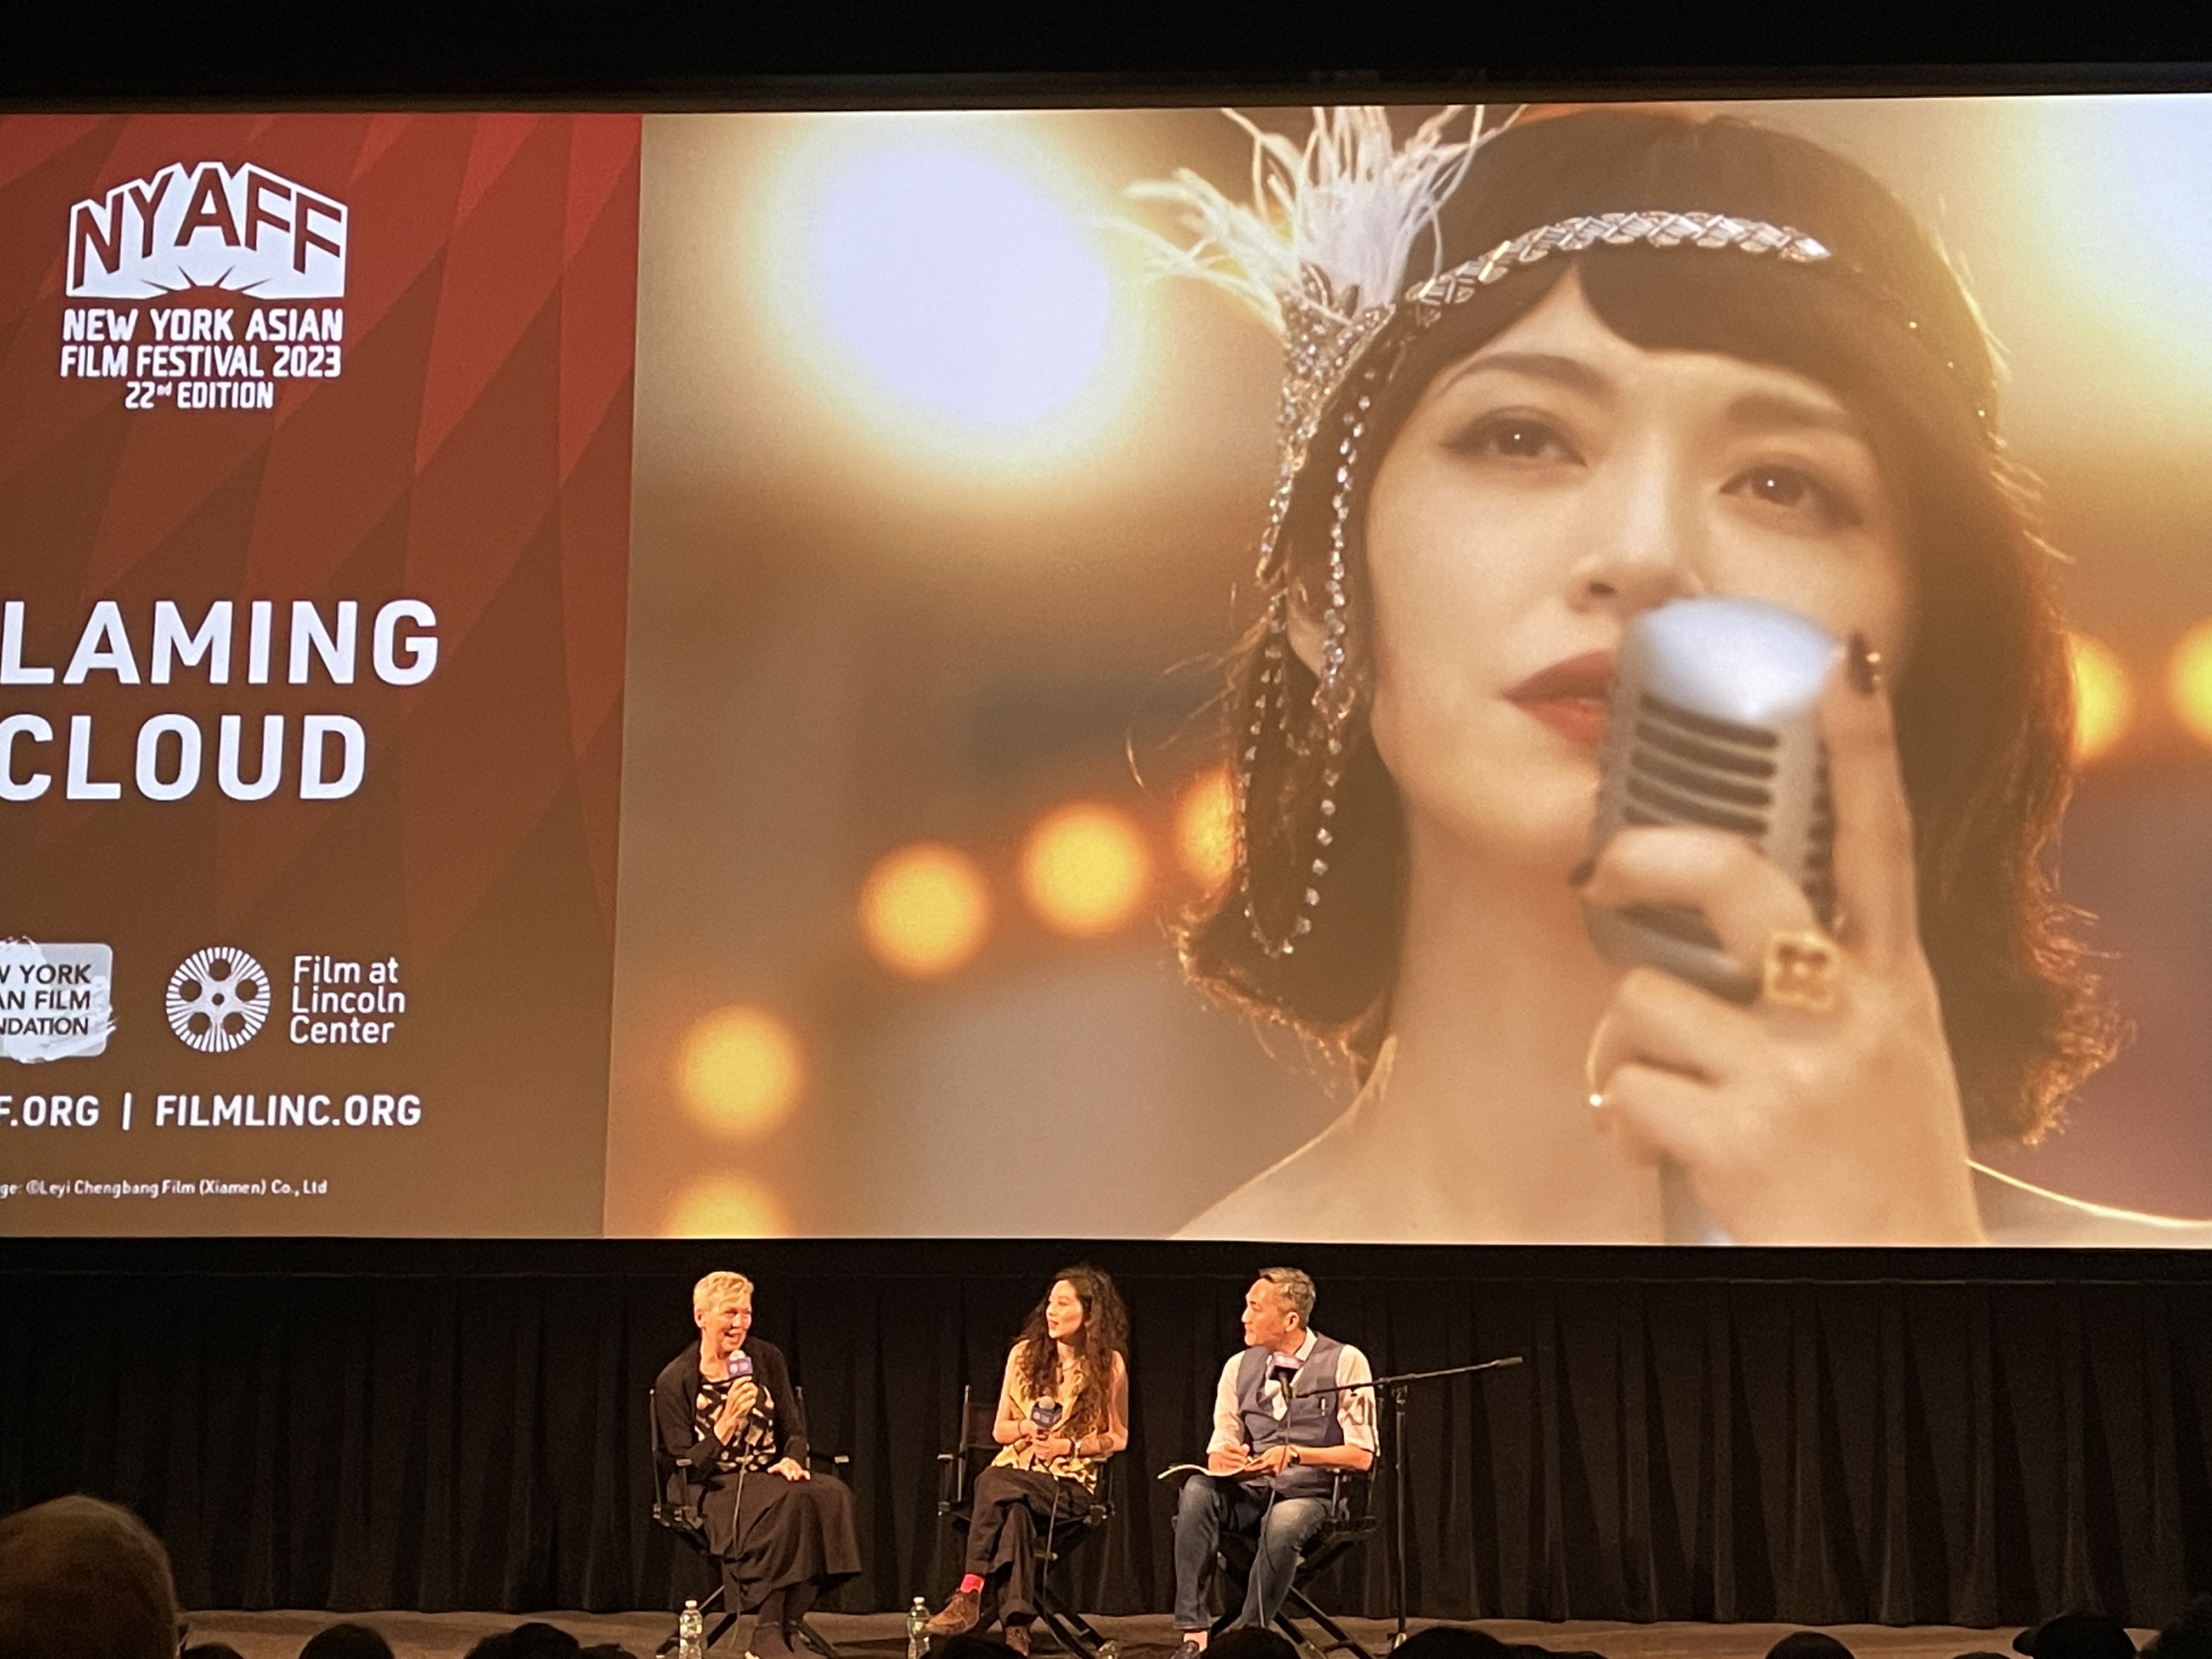 NYAFF
NEW YORK ASIAN
FILM FESTIVAL 2023
22nd EDITION
LAMING
CLOUD
W YORK
AN FILM
NDATION
Film at
Lincoln
Center
F.ORG | FILMLINC.ORG
ge: ©Leyi Chengbang Film (Xiamen) Co., Ltd